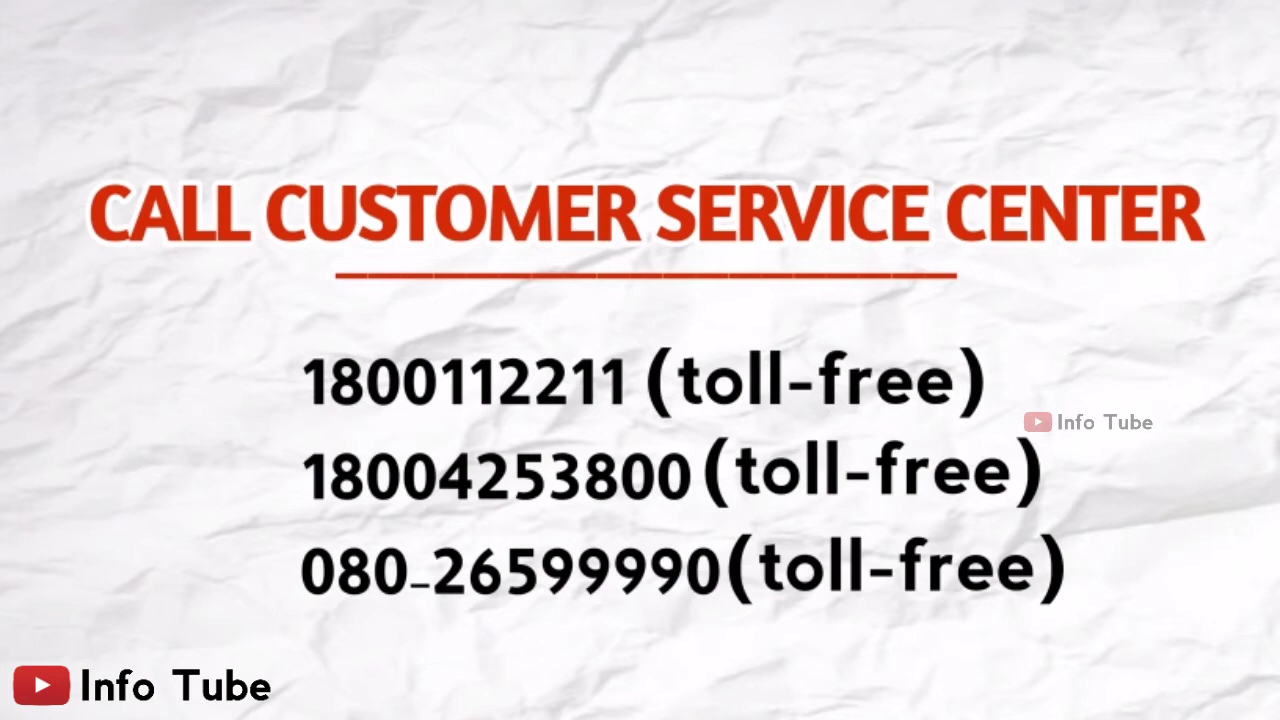 CALL CUSTOMER SERVICE CENTER
1800112211 (toll-free)
Info Tube
18004253800 (toll-free)
080-26599990(toll-free)
Info Tube